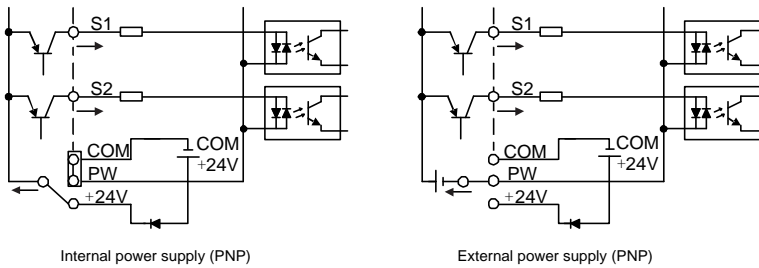 S1
S2
COM
COM
+24V
PW
+24V
Internal power supply (PNP)
S1
S2
COM
COM
+24V
PW
+24V
External power supply (PNP)